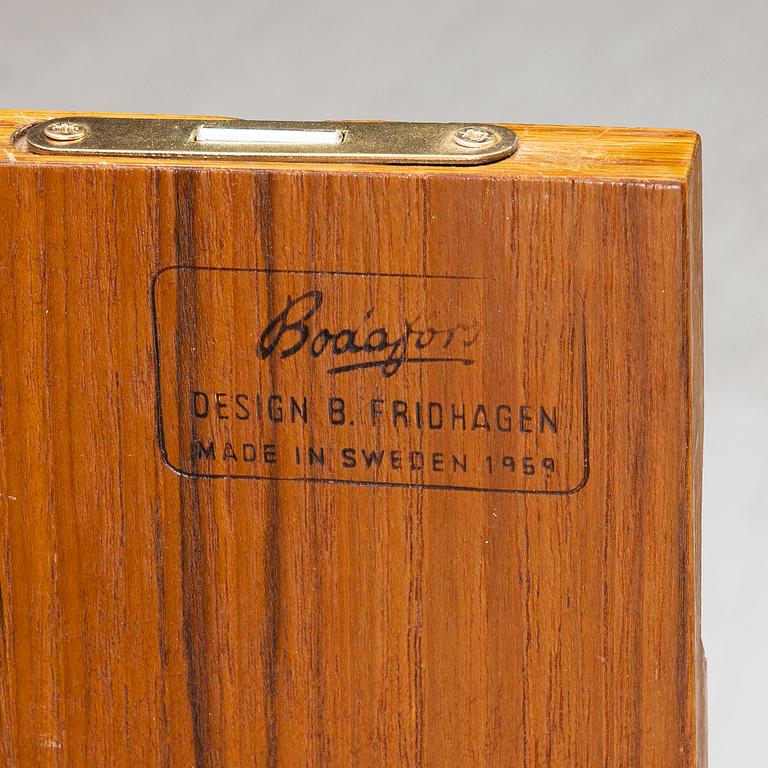 Bodafors
DESIGN B. FRIDHAGEN
MADE IN SWEDEN 1959